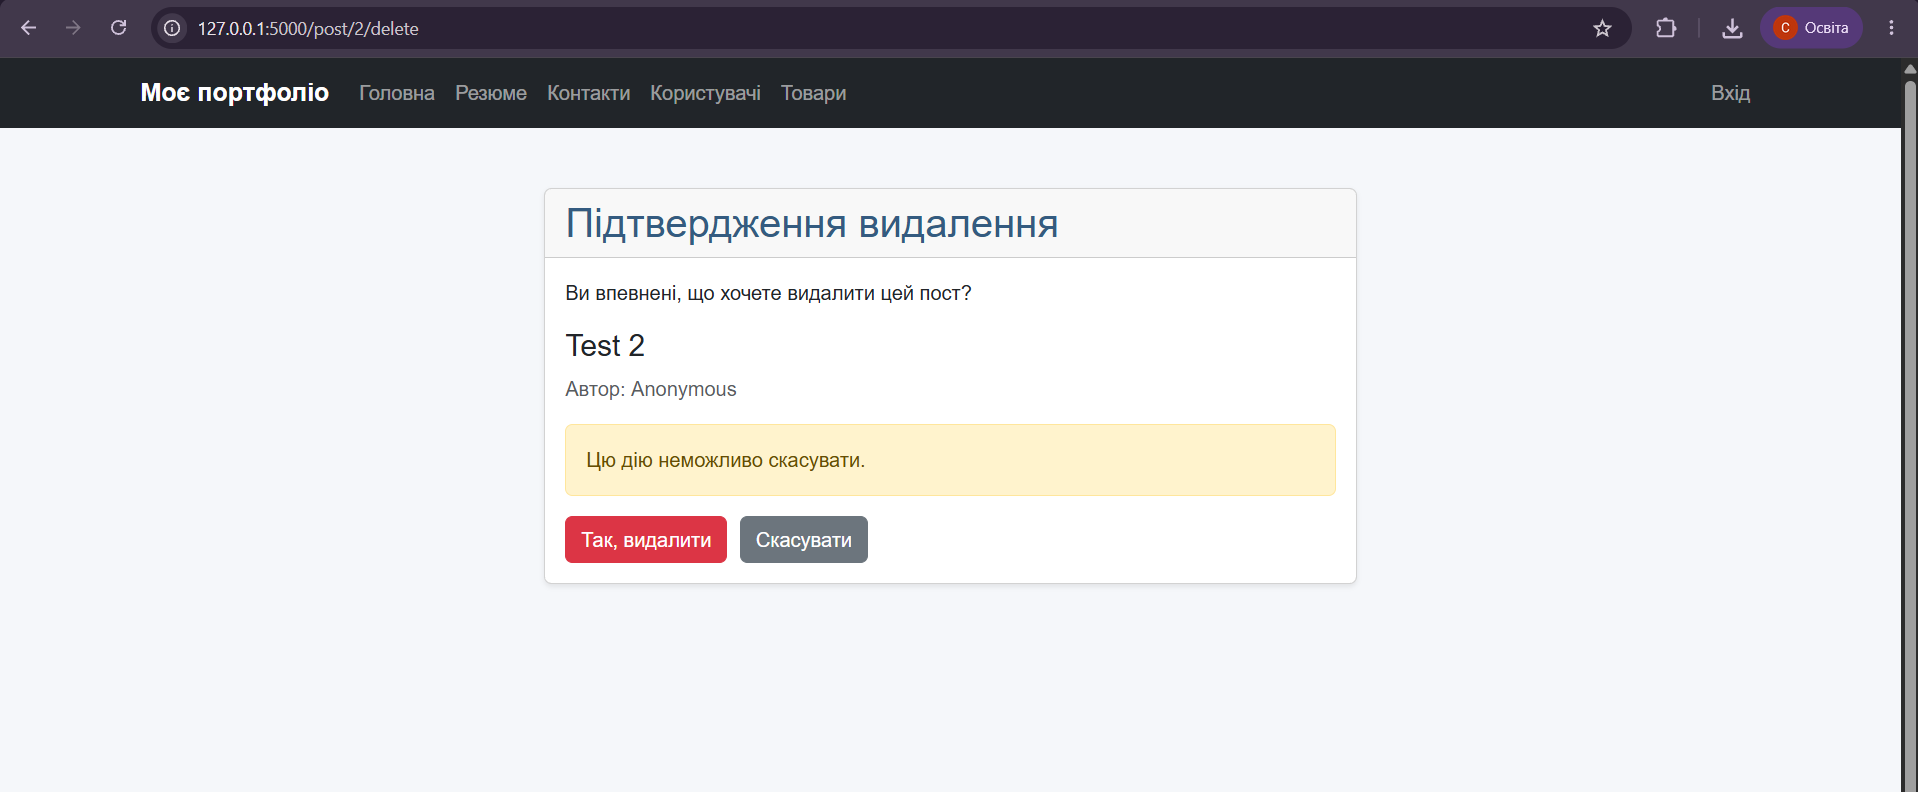 127.0.0.1:5000/post/2/delete
С Освіта
Моє портфоліо Головна Резюме Контакти Користувачі Товари Вхід
Підтвердження видалення
Ви впевнені, що хочете видалити цей пост?
Test 2
Автор: Anonymous
Цю дію неможливо скасувати.
Так, видалити Скасувати